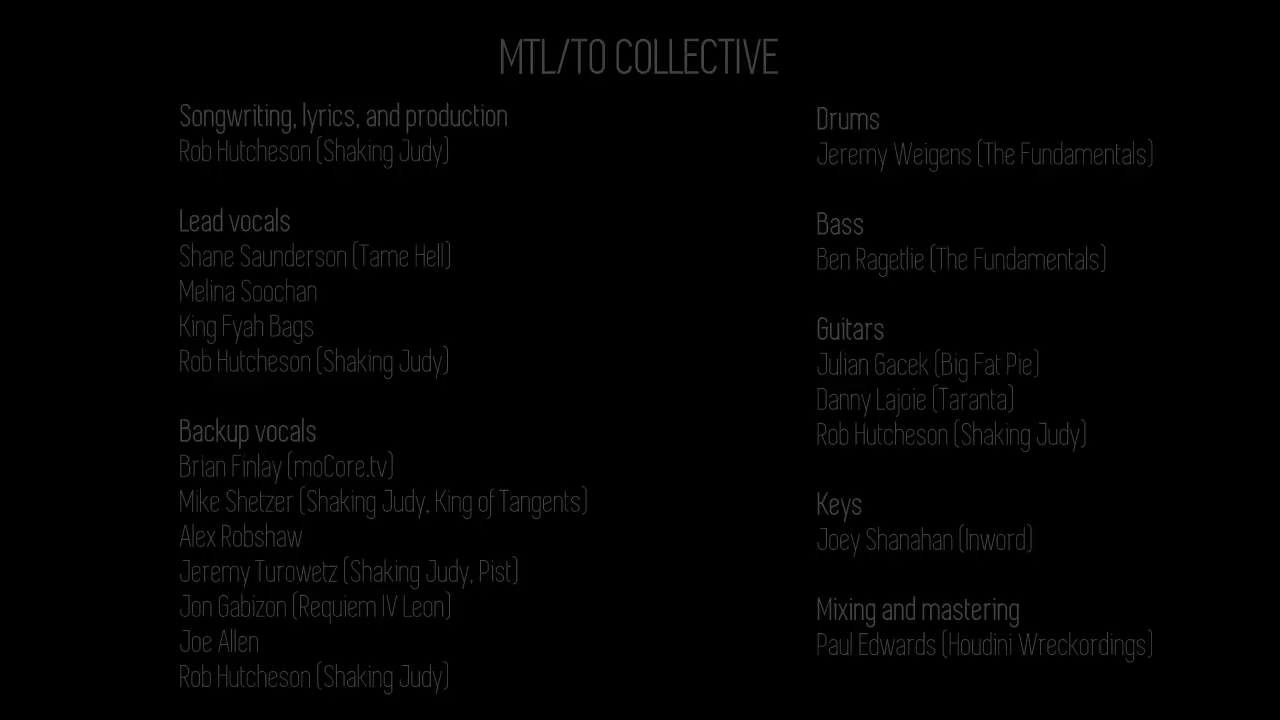 MTL/TO COLLECTIVE
Songwriting, lyrics, and production
Rob Hutcheson (Shaking Judy)
Lead vocals
Shane Saunderson (Tame Hell)
Melina Soochan
King Fyah Bags
Rob Hutcheson (Shaking Judy)
Backup vocals
Brian Finlay (moCore.tv)
Mike Shetzer (Shaking Judy, King of Tangents)
Alex Robshaw
Jeremy Turowetz (Shaking Judy, Pist)
Jon Gabizon (Requiem IV Leon)
Joe Allen
Rob Hutcheson (Shaking Judy)
Drums
Jeremy Weigens (The Fundamentals)
Bass
Ben Ragetlie (The Fundamentals)
Guitars
Julian Gacek (Big Fat Pie)
Danny Lajoie (Taranta)
Rob Hutcheson (Shaking Judy)
Keys
Joey Shanahan (Inword)
Mixing and mastering
Paul Edwards (Houdini Wreckordings)